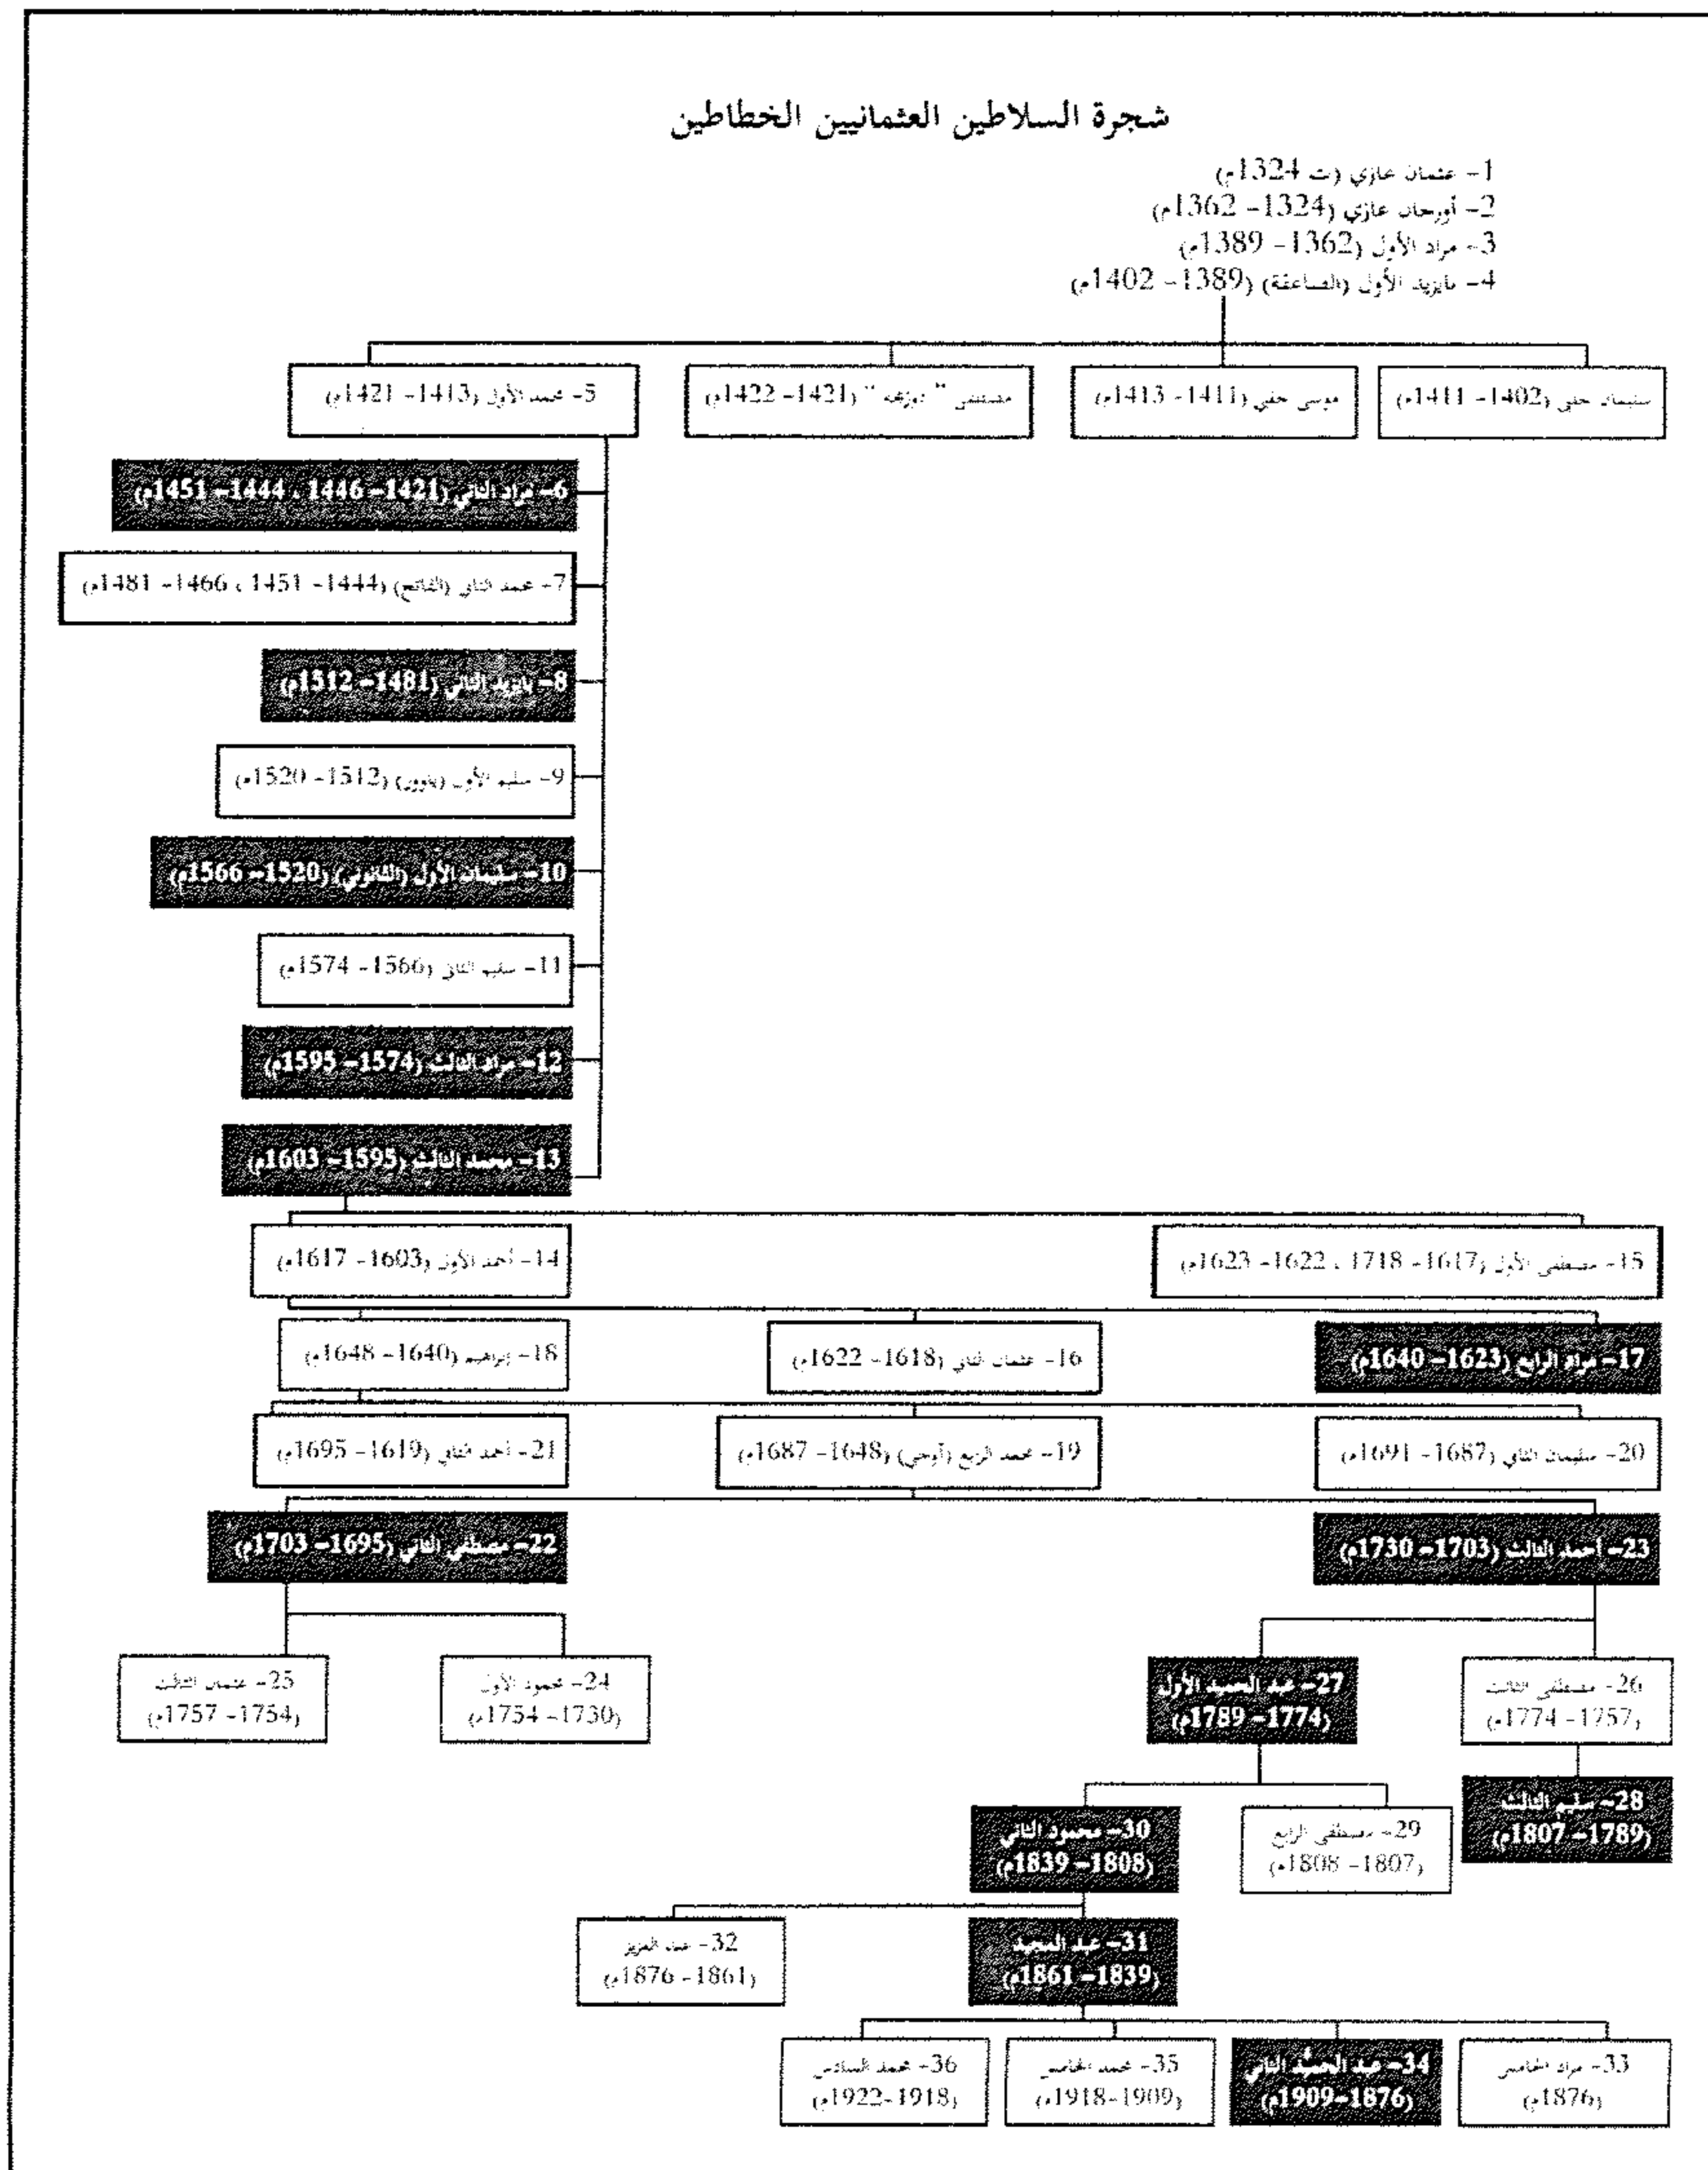 شجرة السلاطين العثمانيين الخطاطين
1- عثمان غازي (ت 1324م)
2- أورخان غازي (1324- 1362م)
3- مراد الأول (1362- 1389م)
4- بايزيد الأول (الصاعقة) (1389- 1402م)
سليمان حلبي (1402- 1411م)
موسى حلبي (1411- 1413م)
مصطفى " دوزمجه " (1421- 1422م)
5- محمد الأول (1413- 1421م)
6- مراد الثاني (1421- 1446 ، 1444- 1451م)
7- محمد الثاني (الفاتح) (1444- 1451 ، 1466- 1481م)
8- بايزيد الثاني (1481- 1512م)
9- سليم الأول (ياووز) (1512- 1520م)
10- سليمان الأول (القانوني) (1520- 1566م)
11- سليم الثاني (1566- 1574م)
12- مراد الثالث (1574- 1595م)
13- محمد الثالث (1595- 1603م)
15- مصطفى الأول (1617- 1718 ، 1622- 1623م)
14- أحمد الأول (1603- 1617م)
17- مراد الرابع (1623- 1640م)
16- عثمان الثاني (1618- 1622م)
18- إبراهيم (1640- 1648م)
20- سليمان الثاني (1687- 1691م)
19- محمد الرابع (آوجي) (1648- 1687م)
21- أحمد الثاني (1619- 1695م)
23- أحمد الثالث (1703- 1730م)
22- مصطفى الثاني (1695- 1703م)
26- مصطفى الثالث
(1757- 1774م)
27- عبد الحميد الأول
(1774- 1789م)
24- محمود الأول
(1730- 1754م)
25- عثمان الثالث
(1754- 1757م)
28- سليم الثالث
(1789- 1807م)
29- مصطفى الرابع
(1807- 1808م)
30- محمود الثاني
(1808- 1839م)
31- عبد المجيد
(1839- 1861م)
32- عبد العزيز
(1861- 1876م)
33- مراد الخامس
(1876م)
34- عبد الحميد الثاني
(1876-1909م)
35- محمد الخامس
(1909-1918م)
36- محمد السادس
(1918-1922م)